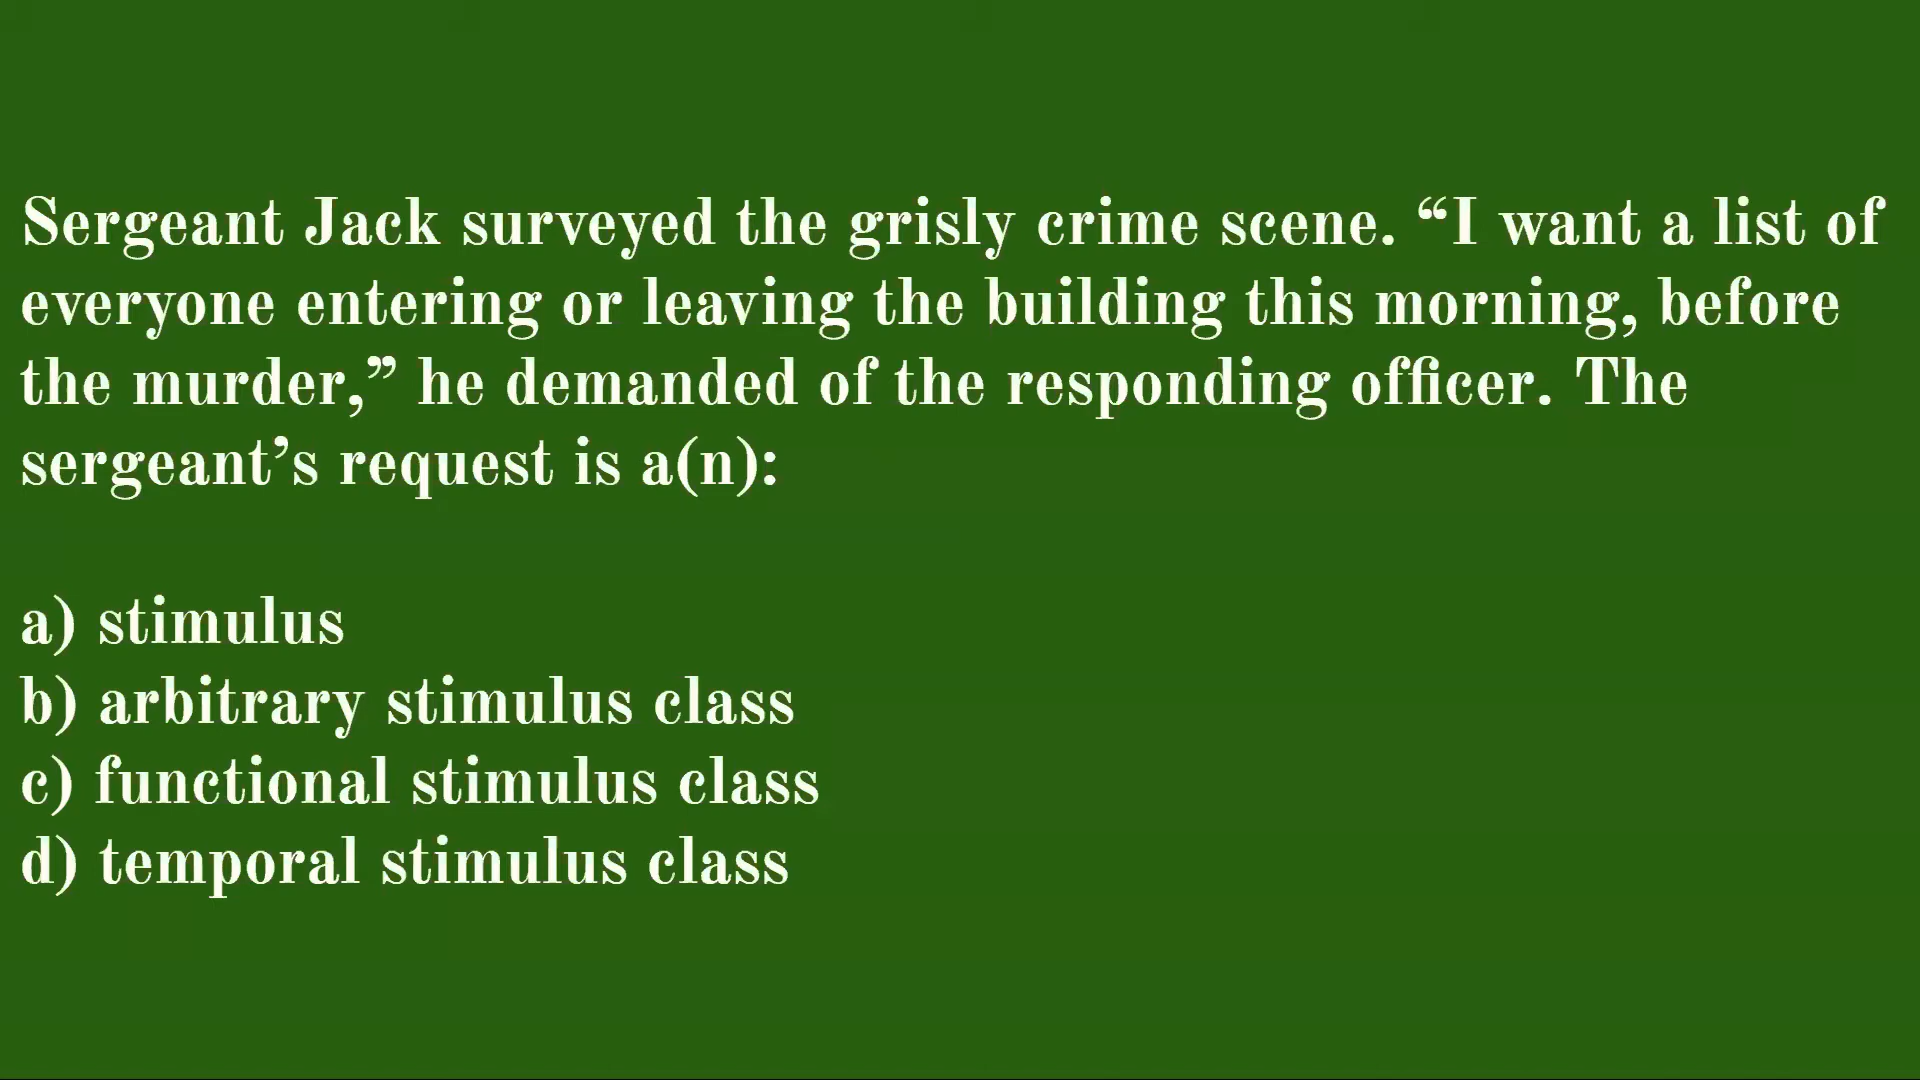 Sergeant Jack surveyed the grisly crime scene. “I want a list of
everyone entering or leaving the building this morning, before
the murder,” he demanded of the responding officer. The
sergeant’s request is a(n):
a) stimulus
b) arbitrary stimulus class
c) functional stimulus class
d) temporal stimulus class